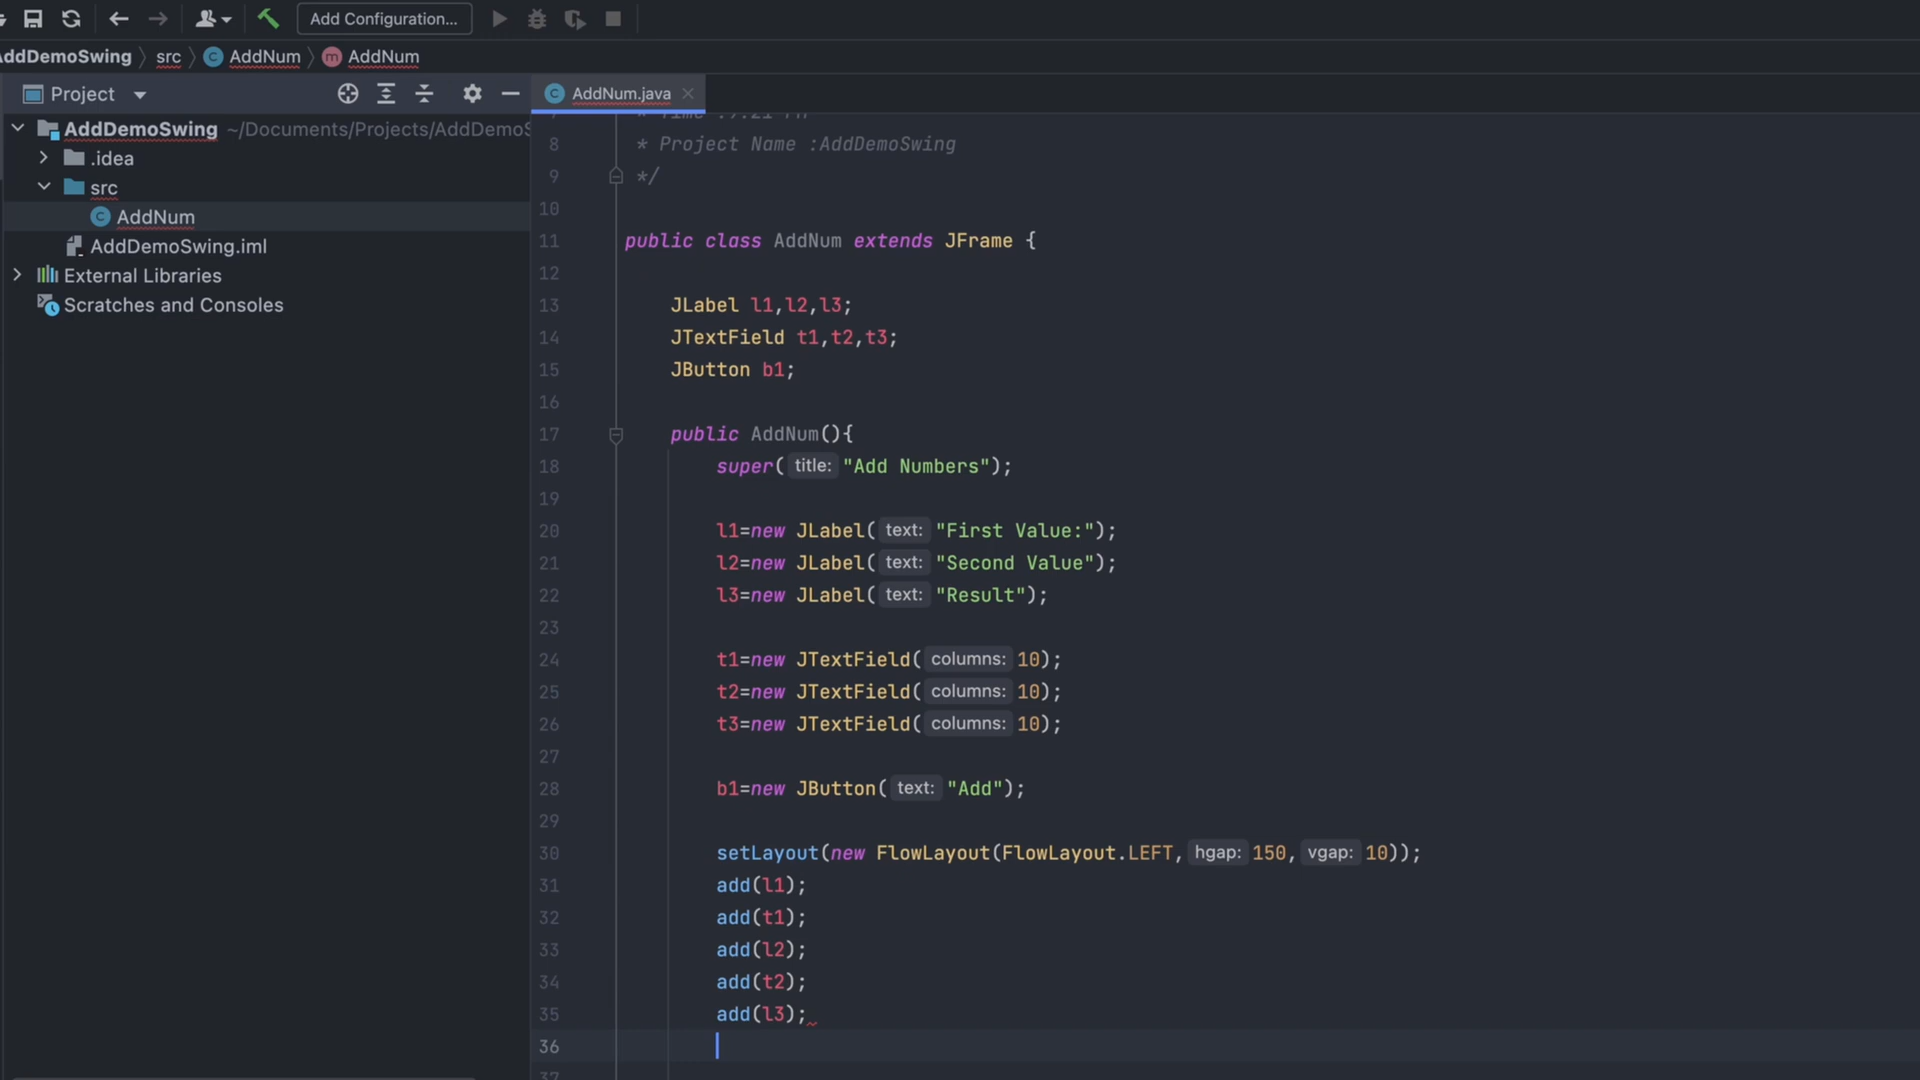 Add Configuration...
AddDemoSwing src AddNum m AddNum
Project
AddNum.java
AddDemoSwing ~/Documents/Projects/AddDemoS
.idea
src
AddNum
AddDemoSwing.iml
External Libraries
Scratches and Consoles
8 * Project Name :AddDemoSwing
9 */
10
11 public class AddNum extends JFrame {
12
13 JLabel l1,l2,l3;
14 JTextField t1,t2,t3;
15 JButton b1;
16
17 public AddNum(){
18 super( title: "Add Numbers");
19
20 l1=new JLabel( text: "First Value:");
21 l2=new JLabel( text: "Second Value");
22 l3=new JLabel( text: "Result");
23
24 t1=new JTextField( columns: 10);
25 t2=new JTextField( columns: 10);
26 t3=new JTextField( columns: 10);
27
28 b1=new JButton( text: "Add");
29
30 setLayout(new FlowLayout(FlowLayout.LEFT, hgap: 150, vgap: 10));
31 add(l1);
32 add(t1);
33 add(l2);
34 add(t2);
35 add(l3);
36
37